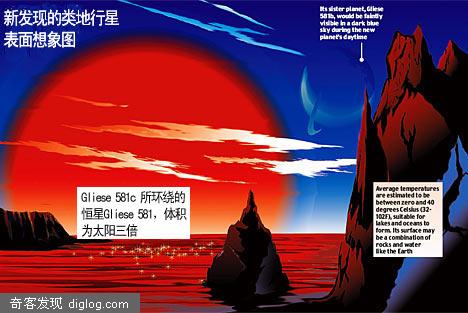 新发现的类地行星
表面想象图
Its sister planet, Gliese
581b, would be faintly
visible in a dark blue
sky during the new
planet's daytime
Gliese 581c 所环绕的
恒星Gliese 581，体积
为太阳三倍
Average temperatures
are estimated to be
between zero and 40
degrees Celsius (32-
102F), suitable for
lakes and oceans to
form. Its surface may
be a combination of
rocks and water
like the Earth
奇客发现 diglog.com